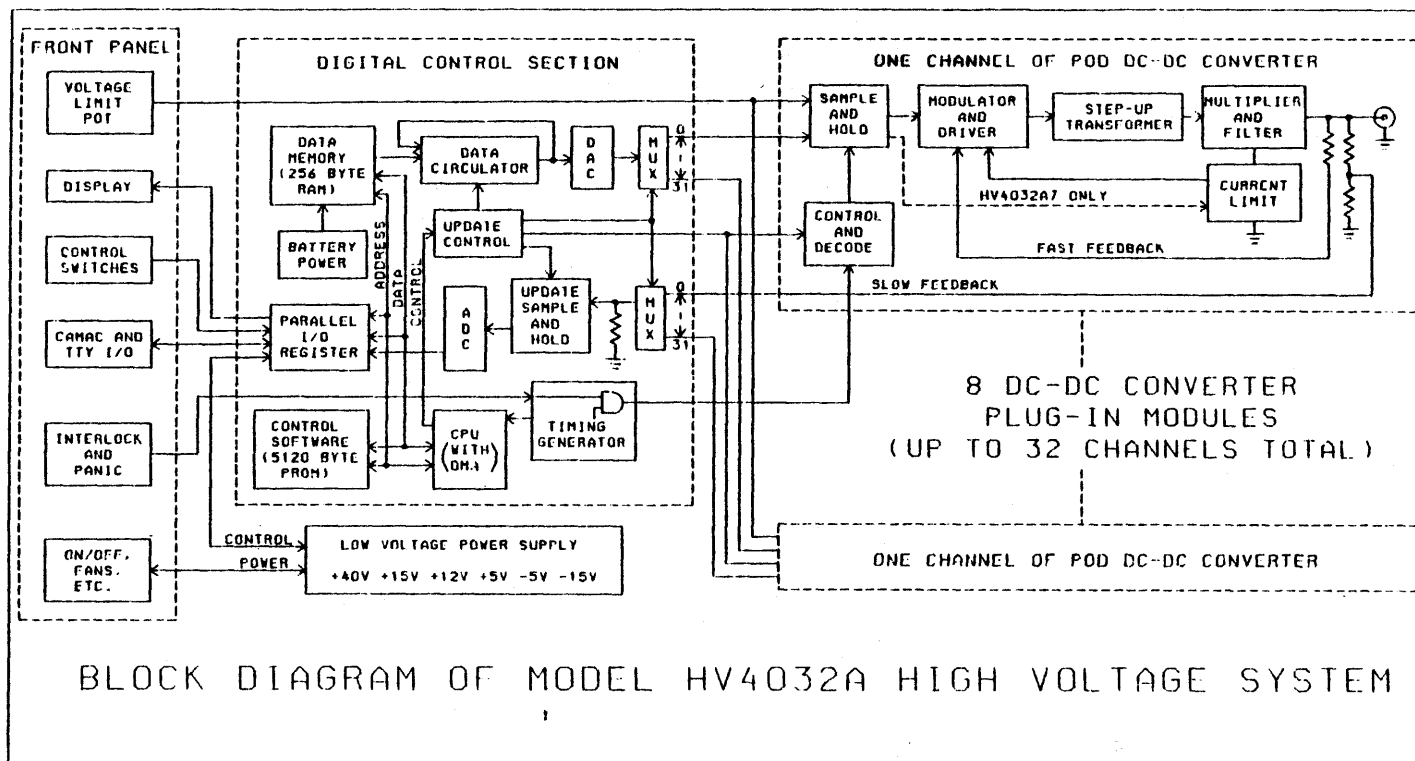 FRONT PANEL
VOLTAGE
LIMIT
POT
DISPLAY
CONTROL
SWITCHES
CAMAC AND
TTY I/O
INTERLOCK
AND
PANIC
ON/OFF,
FANS.
ETC.
DIGITAL CONTROL SECTION
DATA
MEMORY
(256 BYTE
RAM)
BATTERY
POWER
DATA
CIRCULATOR
DAC
MUX
0
31
UPDATE
CONTROL
ADDRESS
DATA
CONTROL
PARALLEL
I/O
REGISTER
ADC
UPDATE
SAMPLE
AND
HOLD
MUX
0
31
CONTROL
SOFTWARE
(5120 BYTE
PROM)
CPU
(WITH
DMA)
TIMING
GENERATOR
CONTROL
POWER
LOW VOLTAGE POWER SUPPLY
+40V +15V +12V +5V -5V -15V
ONE CHANNEL OF POD DC-DC CONVERTER
SAMPLE
AND
HOLD
MODULATOR
AND
DRIVER
STEP-UP
TRANSFORMER
MULTIPLIER
AND
FILTER
HV4032A7 ONLY
CURRENT
LIMIT
CONTROL
AND
DECODE
FAST FEEDBACK
SLOW FEEDBACK
8 DC-DC CONVERTER
PLUG-IN MODULES
(UP TO 32 CHANNELS TOTAL)
ONE CHANNEL OF POD DC-DC CONVERTER
BLOCK DIAGRAM OF MODEL HV4032A HIGH VOLTAGE SYSTEM